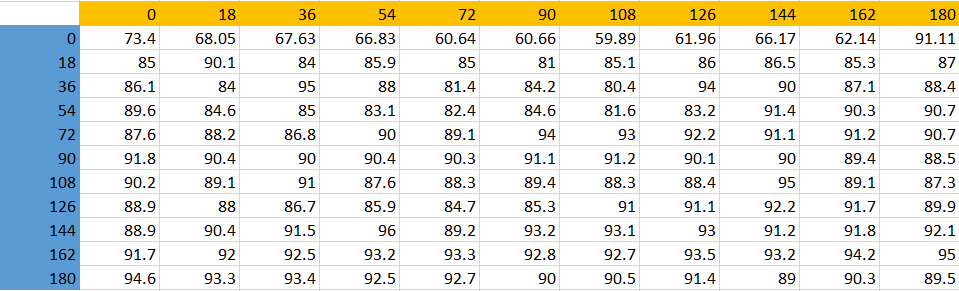 0 18 36 54 72 90 108 126 144 162 180
0 73.4 68.05 67.63 66.83 60.64 60.66 59.89 61.96 66.17 62.14 91.11
18 85 90.1 84 85.9 85 81 85.1 86 86.5 85.3 87
36 86.1 84 95 88 81.4 84.2 80.4 94 90 87.1 88.4
54 89.6 84.6 85 83.1 82.4 84.6 81.6 83.2 91.4 90.3 90.7
72 87.6 88.2 86.8 90 89.1 94 93 92.2 91.1 91.2 90.7
90 91.8 90.4 90 90.4 90.3 91.1 91.2 90.1 90 89.4 88.5
108 90.2 89.1 91 87.6 88.3 89.4 88.3 88.4 95 89.1 87.3
126 88.9 88 86.7 85.9 84.7 85.3 91 91.1 92.2 91.7 89.9
144 88.9 90.4 91.5 96 89.2 93.2 93.1 93 91.2 91.8 92.1
162 91.7 92 92.5 93.2 93.3 92.8 92.7 93.5 93.2 94.2 95
180 94.6 93.3 93.4 92.5 92.7 90 90.5 91.4 89 90.3 89.5